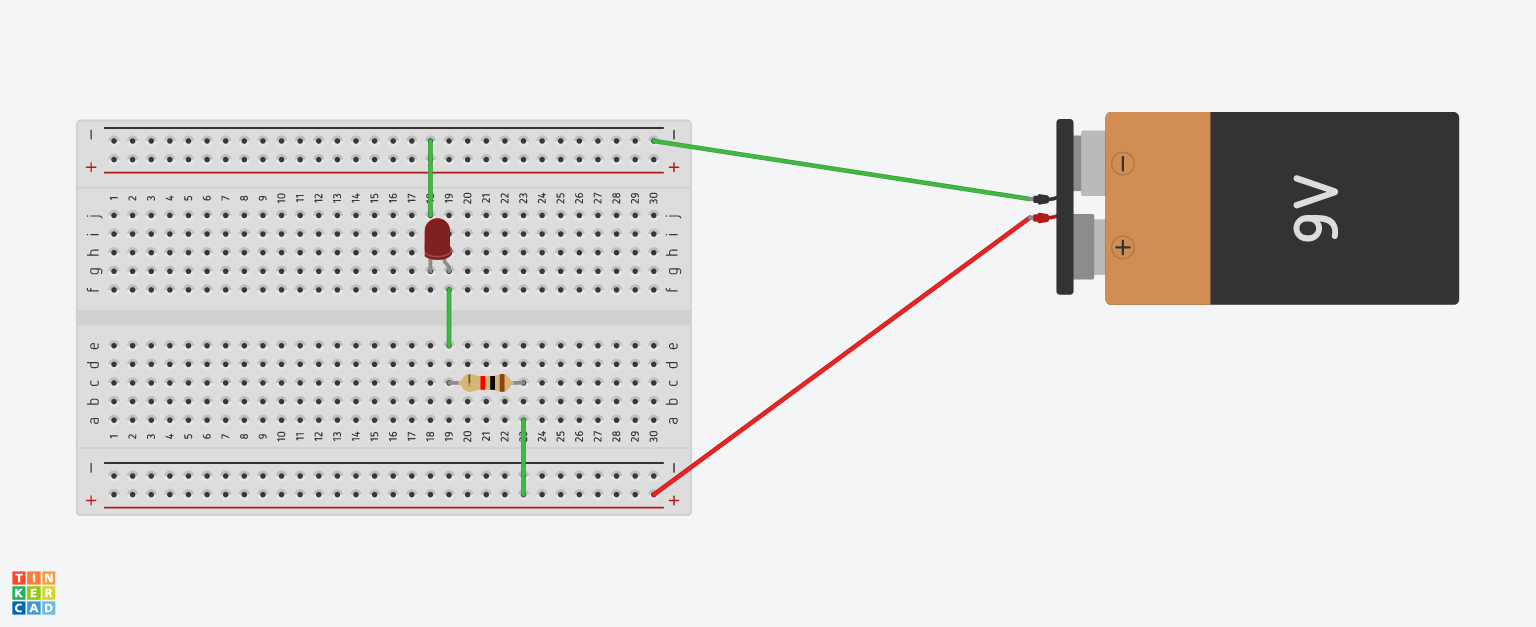 − −
+ +
1 2 3 4 5 6 7 8 9 10 11 12 13 14 15 16 17 18 19 20 21 22 23 24 25 26 27 28 29 30
j j
i i
h h
g g
f f
e e
d d
c c
b b
a a
1 2 3 4 5 6 7 8 9 10 11 12 13 14 15 16 17 18 19 20 21 22 23 24 25 26 27 28 29 30
− −
+ +
−
+
9V
TIN
KER
CAD